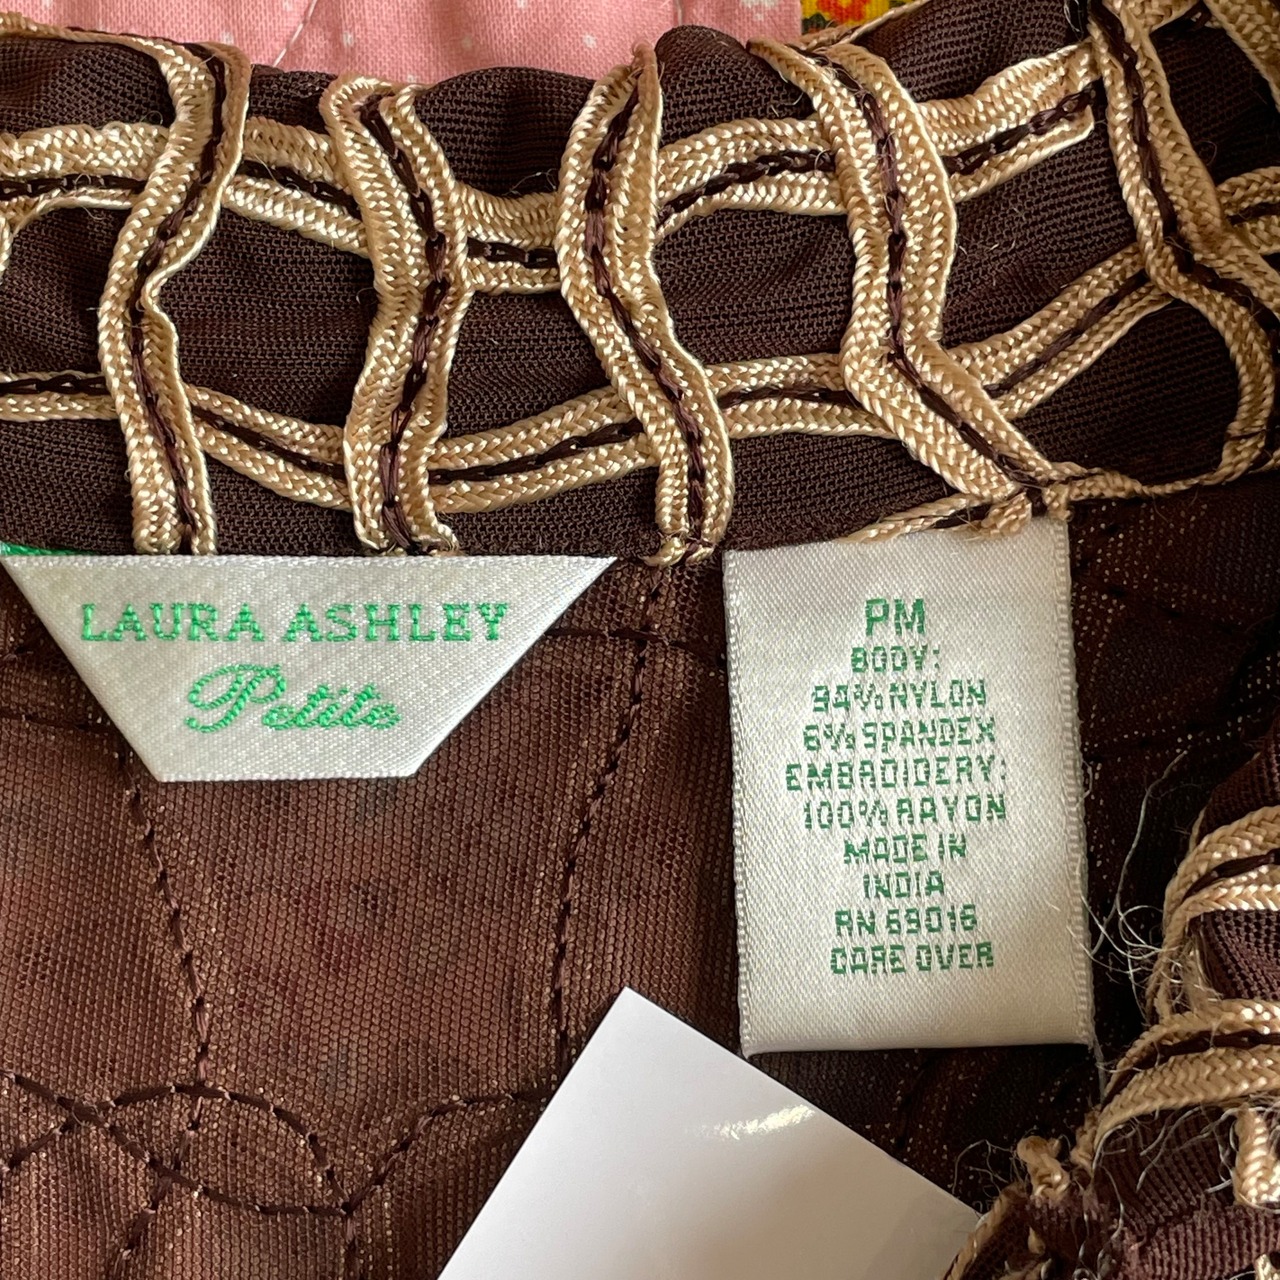 LAURA ASHLEY
Petite
PM
BODY:
94% NYLON
6% SPANDEX
EMBROIDERY:
100% RAYON
MADE IN
INDIA
RN 69016
CARE OVER